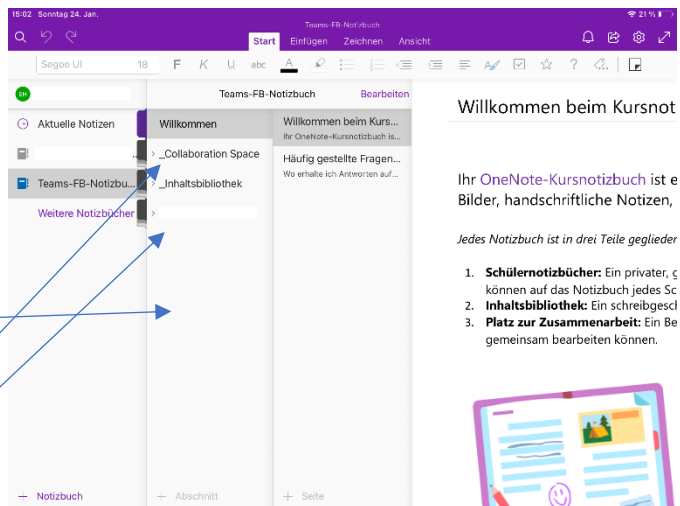 15:02 Sonntag 24. Jan.
21 %
Teams-FB-Notizbuch
Start Einfügen Zeichnen Ansicht
Segoe UI 18 F K U abc A
EH
Teams-FB-Notizbuch Bearbeiten
Aktuelle Notizen
Teams-FB-Notizbu...
Weitere Notizbücher
+ Notizbuch
Willkommen
> _Collaboration Space
> _Inhaltsbibliothek
>
+ Abschnitt
Willkommen beim Kurs...
Ihr OneNote-Kursnotizbuch is...
Häufig gestellte Fragen...
Wo erhalte ich Antworten auf...
+ Seite
Willkommen beim Kursnot
Ihr OneNote-Kursnotizbuch ist e
Bilder, handschriftliche Notizen,
Jedes Notizbuch ist in drei Teile geglieder
1. Schülernotizbücher: Ein privater, g
können auf das Notizbuch jedes Sc
2. Inhaltsbibliothek: Ein schreibgesch
3. Platz zur Zusammenarbeit: Ein Be
gemeinsam bearbeiten können.